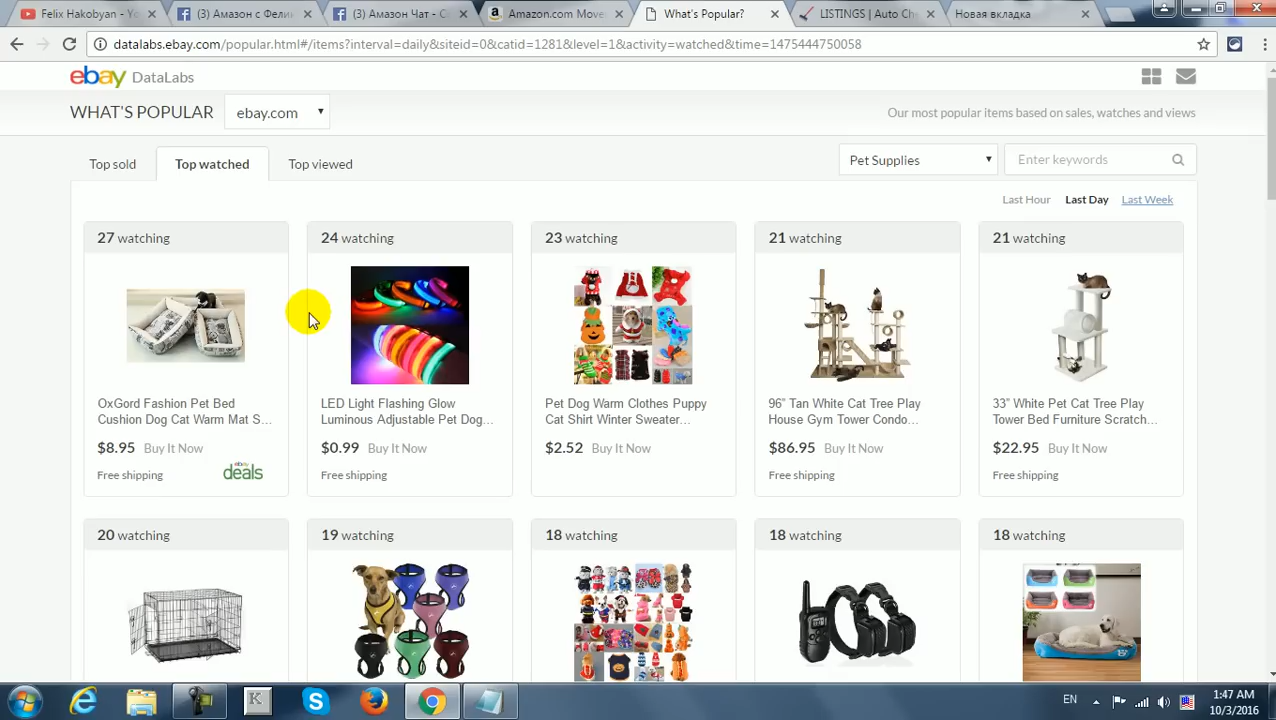 Felix Hakobyan - Yo
(3) Амазон с Фели
(3) Амазон Чат - С
Amazon.com Move
What's Popular?
LISTINGS | Auto Ch
Новая вкладка
datalabs.ebay.com/popular.html#/items?interval=daily&siteid=0&catid=1281&level=1&activity=watched&time=1475444750058
ebay DataLabs
WHAT'S POPULAR
ebay.com
Our most popular items based on sales, watches and views
Top sold
Top watched
Top viewed
Pet Supplies
Enter keywords
Last Hour
Last Day
Last Week
27 watching
24 watching
23 watching
21 watching
21 watching
OxGord Fashion Pet Bed
Cushion Dog Cat Warm Mat S...
LED Light Flashing Glow
Luminous Adjustable Pet Dog...
Pet Dog Warm Clothes Puppy
Cat Shirt Winter Sweater...
96" Tan White Cat Tree Play
House Gym Tower Condo...
33" White Pet Cat Tree Play
Tower Bed Furniture Scratch...
$8.95 Buy It Now
$0.99 Buy It Now
$2.52 Buy It Now
$86.95 Buy It Now
$22.95 Buy It Now
Free shipping
ebay deals
Free shipping
Free shipping
Free shipping
20 watching
19 watching
18 watching
18 watching
18 watching
EN
1:47 AM
10/3/2016